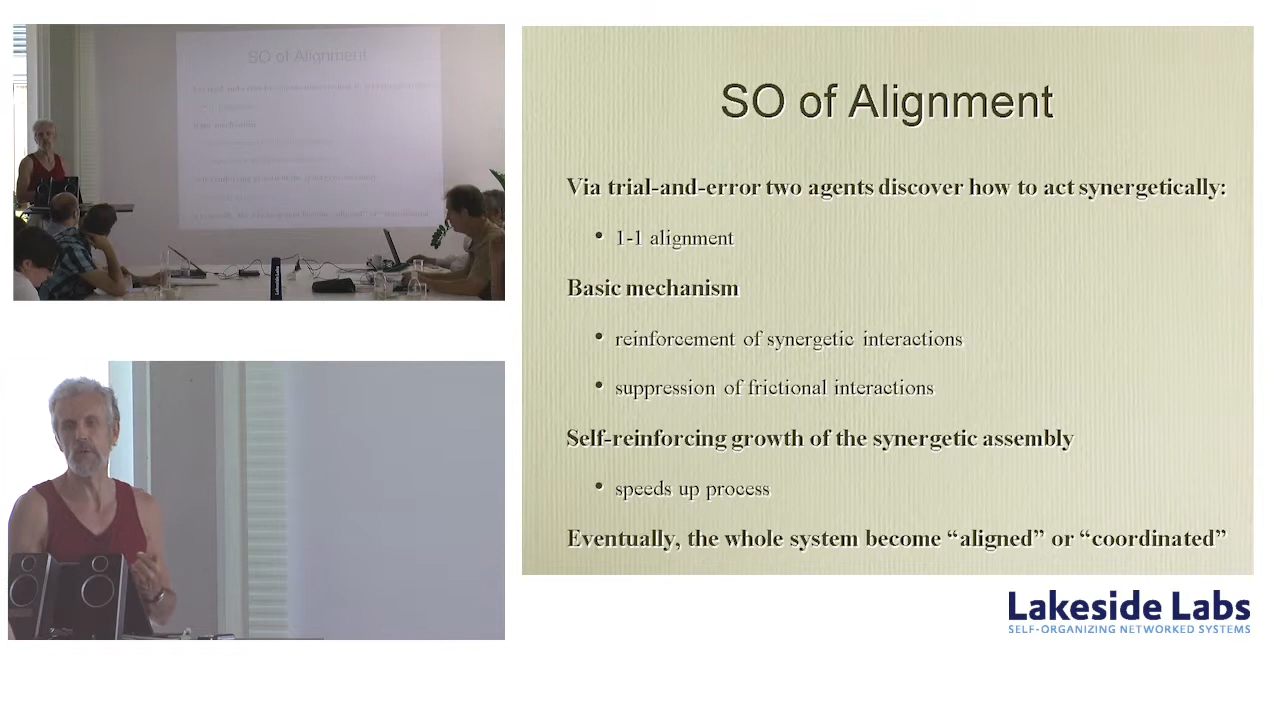 SO of Alignment
SO of Alignment
Via trial-and-error two agents discover how to act synergetically:
• 1-1 alignment
Basic mechanism
• reinforcement of synergetic interactions
• suppression of frictional interactions
Self-reinforcing growth of the synergetic assembly
• speeds up process
Eventually, the whole system become “aligned” or “coordinated”
Lakeside Labs
SELF-ORGANIZING NETWORKED SYSTEMS